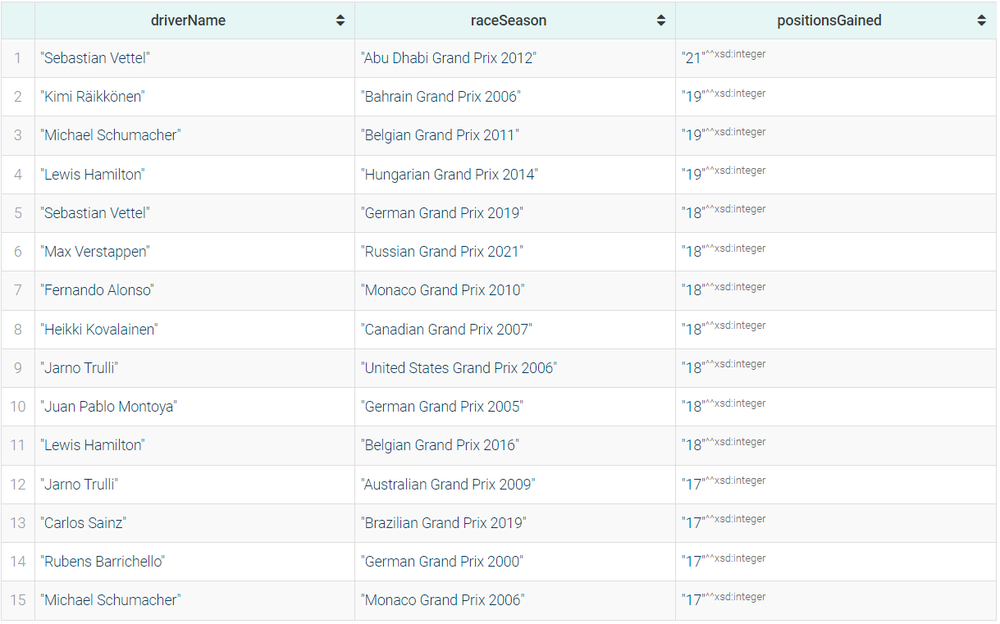 driverName raceSeason positionsGained
1 "Sebastian Vettel" "Abu Dhabi Grand Prix 2012" "21"^^xsd:integer
2 "Kimi Räikkönen" "Bahrain Grand Prix 2006" "19"^^xsd:integer
3 "Michael Schumacher" "Belgian Grand Prix 2011" "19"^^xsd:integer
4 "Lewis Hamilton" "Hungarian Grand Prix 2014" "19"^^xsd:integer
5 "Sebastian Vettel" "German Grand Prix 2019" "18"^^xsd:integer
6 "Max Verstappen" "Russian Grand Prix 2021" "18"^^xsd:integer
7 "Fernando Alonso" "Monaco Grand Prix 2010" "18"^^xsd:integer
8 "Heikki Kovalainen" "Canadian Grand Prix 2007" "18"^^xsd:integer
9 "Jarno Trulli" "United States Grand Prix 2006" "18"^^xsd:integer
10 "Juan Pablo Montoya" "German Grand Prix 2005" "18"^^xsd:integer
11 "Lewis Hamilton" "Belgian Grand Prix 2016" "18"^^xsd:integer
12 "Jarno Trulli" "Australian Grand Prix 2009" "17"^^xsd:integer
13 "Carlos Sainz" "Brazilian Grand Prix 2019" "17"^^xsd:integer
14 "Rubens Barrichello" "German Grand Prix 2000" "17"^^xsd:integer
15 "Michael Schumacher" "Monaco Grand Prix 2006" "17"^^xsd:integer